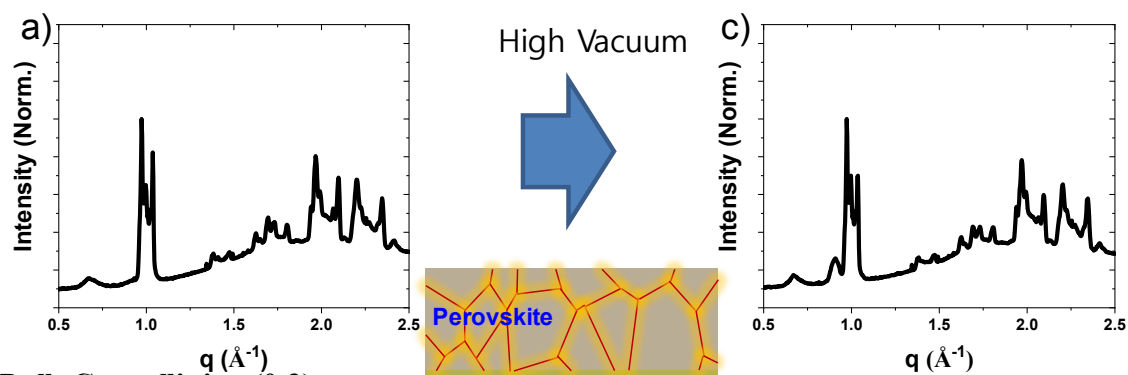 a)
Intensity (Norm.)
0.5 1.0 1.5 2.0 2.5
q (Å-1)
High Vacuum
Perovskite
c)
Intensity (Norm.)
0.5 1.0 1.5 2.0 2.5
q (Å-1)